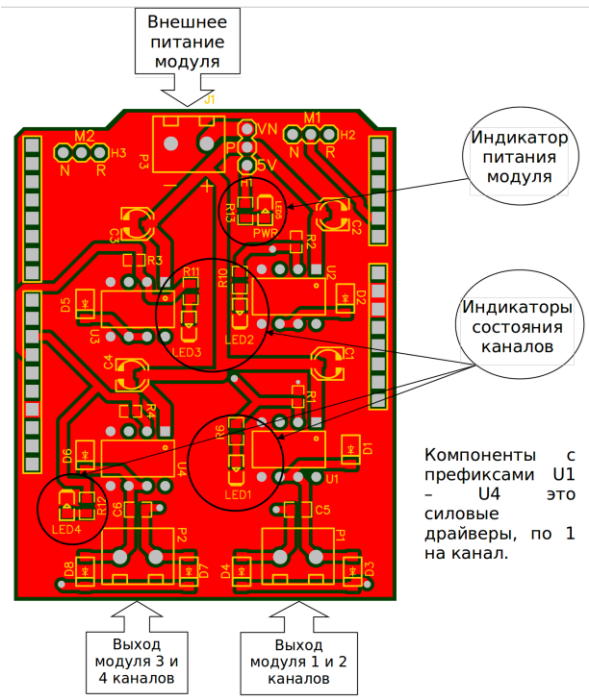 Внешнее
питание
модуля
J1
M2
H3
N R
P3
VN
P
5V
H1
M1
H2
N R
− +
Индикатор
питания
модуля
R13
LED5
PWR
C3
C2
R2
R3
R11
R10
U2
D5
D2
U3
LED3
LED2
Индикаторы
состояния
каналов
C4
C1
R4
R1
R6
D6
D1
U4
U1
LED1
Компоненты с
префиксами U1
– U4 это
силовые
драйверы, по 1
на канал.
R12
LED4
C6
C5
P2
P1
D8
D7
D4
D3
Выход
модуля 3 и
4 каналов
Выход
модуля 1 и 2
каналов